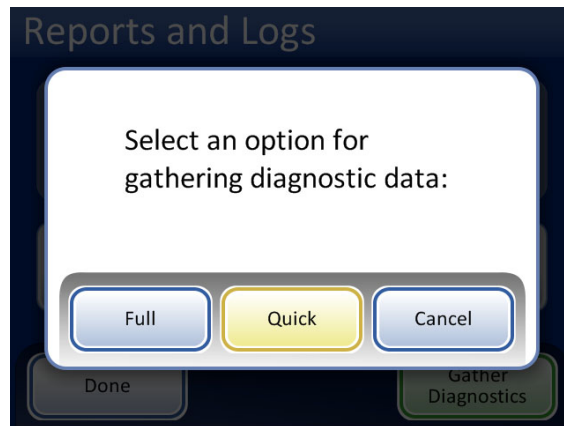 Reports and Logs
Select an option for
gathering diagnostic data:
Full
Quick
Cancel
Done
Gather
Diagnostics